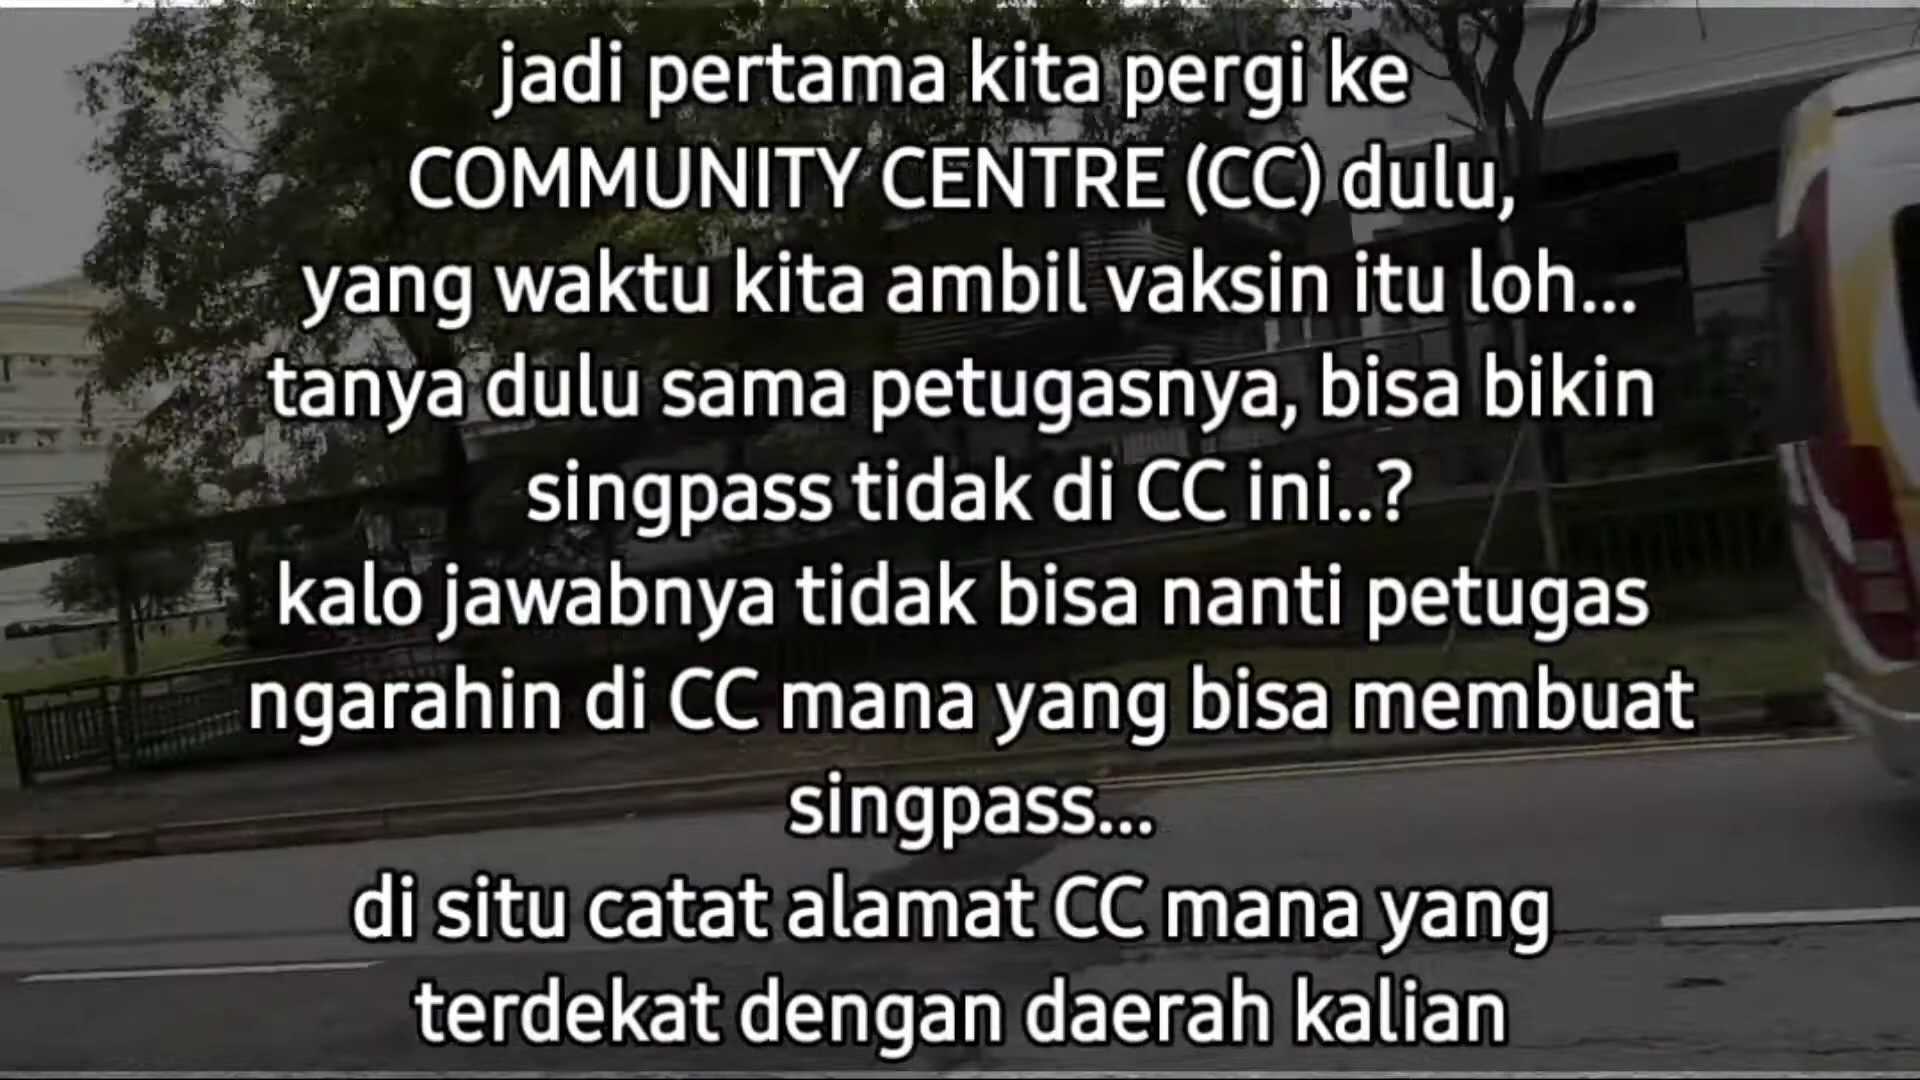 jadi pertama kita pergi ke
COMMUNITY CENTRE (CC) dulu,
yang waktu kita ambil vaksin itu loh...
tanya dulu sama petugasnya, bisa bikin
singpass tidak di CC ini..?
kalo jawabnya tidak bisa nanti petugas
ngarahin di CC mana yang bisa membuat
singpass...
di situ catat alamat CC mana yang
terdekat dengan daerah kalian